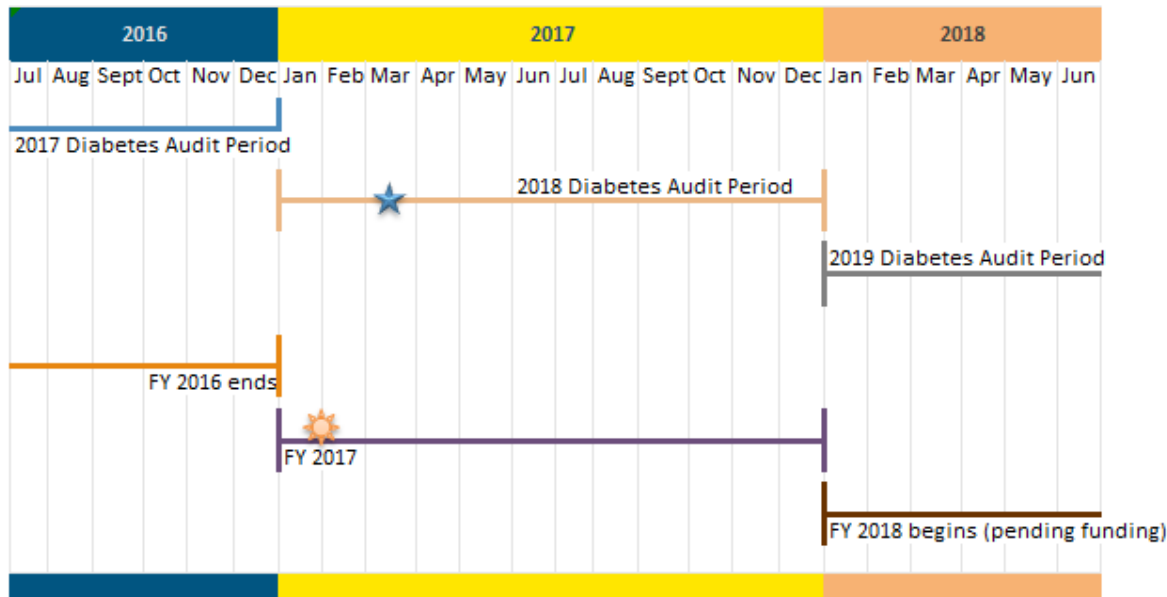 2016 2017 2018
Jul Aug Sept Oct Nov Dec Jan Feb Mar Apr May Jun Jul Aug Sept Oct Nov Dec Jan Feb Mar Apr May Jun
2017 Diabetes Audit Period
2018 Diabetes Audit Period
2019 Diabetes Audit Period
FY 2016 ends
FY 2017
FY 2018 begins (pending funding)